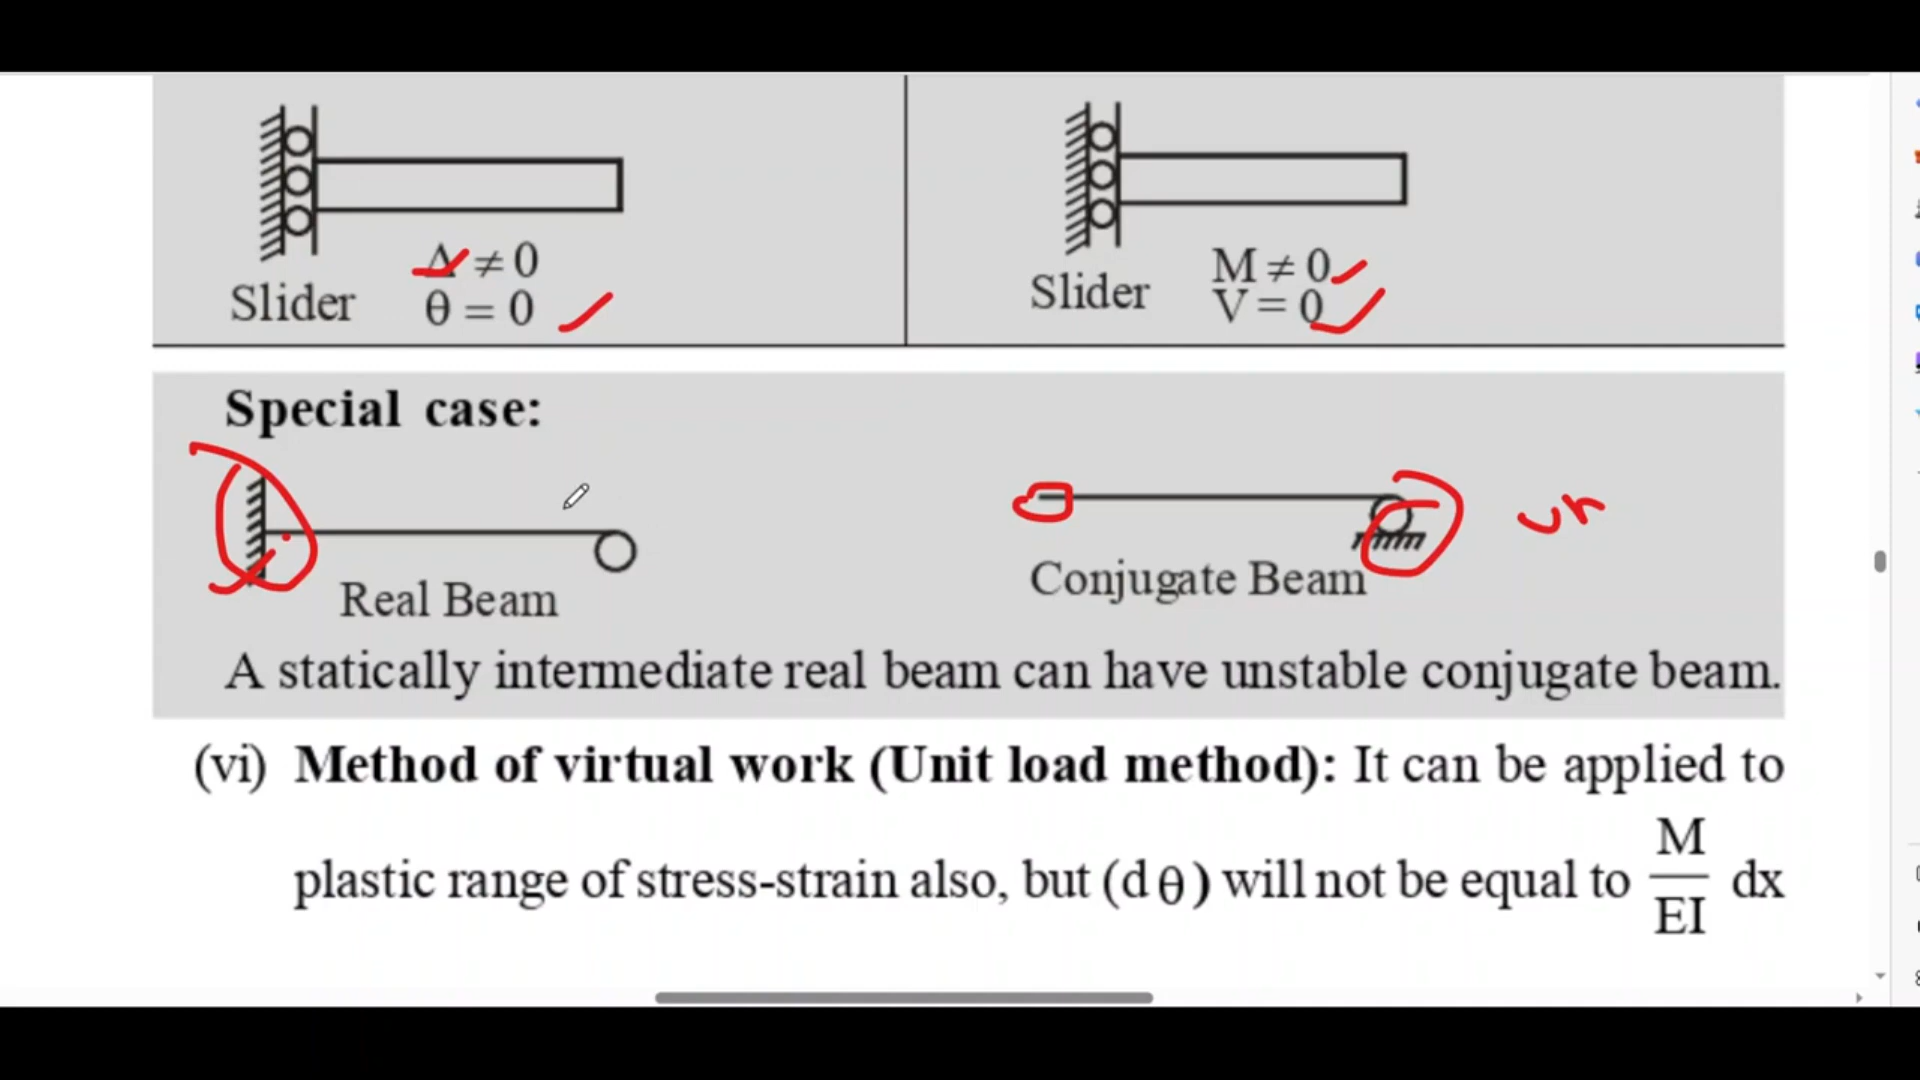 Δ ≠ 0
Slider θ = 0
M ≠ 0
Slider V = 0
Special case:
un
Real Beam
Conjugate Beam
A statically intermediate real beam can have unstable conjugate beam.
(vi) Method of virtual work (Unit load method): It can be applied to
plastic range of stress-strain also, but (dθ) will not be equal to M/EI dx